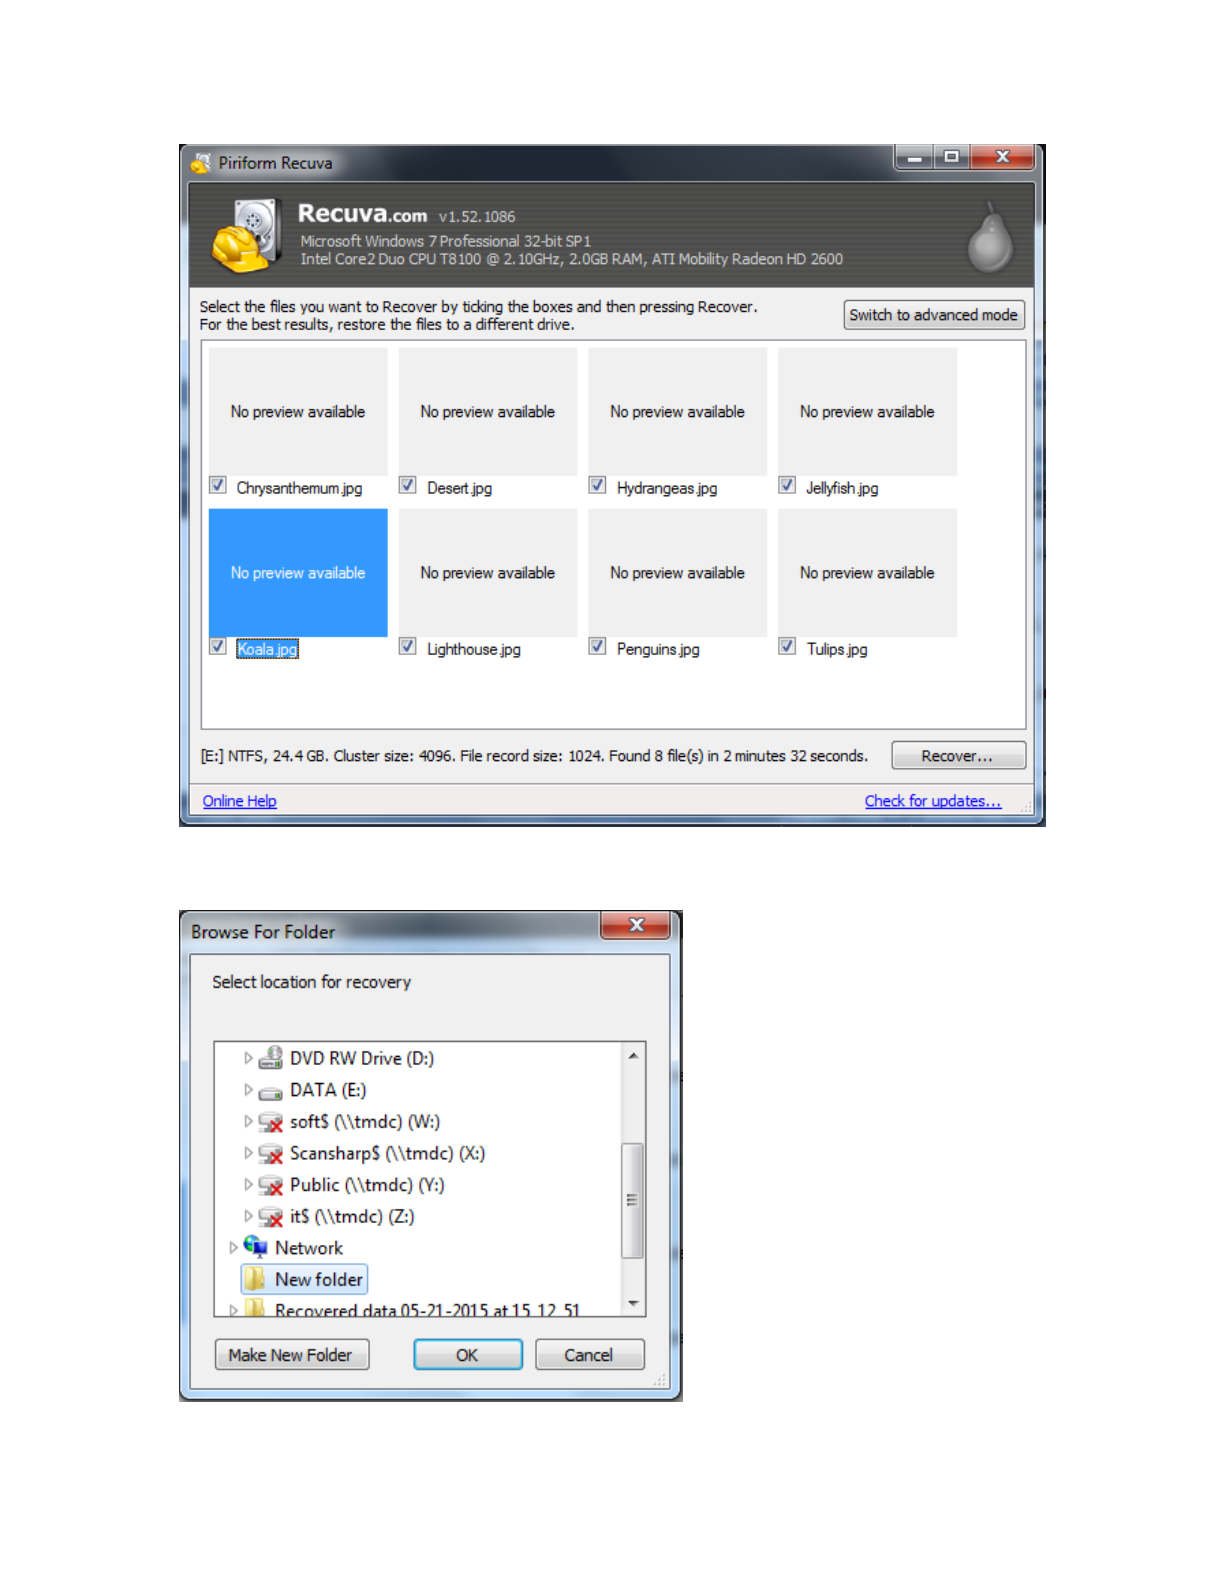 Piriform Recuva
Recuva.com v1.52.1086
Microsoft Windows 7 Professional 32-bit SP1
Intel Core2 Duo CPU T8100 @ 2.10GHz, 2.0GB RAM, ATI Mobility Radeon HD 2600
Select the files you want to Recover by ticking the boxes and then pressing Recover.
For the best results, restore the files to a different drive.
Switch to advanced mode
No preview available No preview available No preview available No preview available
Chrysanthemum.jpg Desert.jpg Hydrangeas.jpg Jellyfish.jpg
No preview available No preview available No preview available No preview available
Koala.jpg Lighthouse.jpg Penguins.jpg Tulips.jpg
[E:] NTFS, 24.4 GB. Cluster size: 4096. File record size: 1024. Found 8 file(s) in 2 minutes 32 seconds.
Recover...
Online Help Check for updates...
Browse For Folder
Select location for recovery
DVD RW Drive (D:)
DATA (E:)
soft$ (\\tmdc) (W:)
Scansharp$ (\\tmdc) (X:)
Public (\\tmdc) (Y:)
it$ (\\tmdc) (Z:)
Network
New folder
Recovered data 05-21-2015 at 15_12_51
Make New Folder OK Cancel